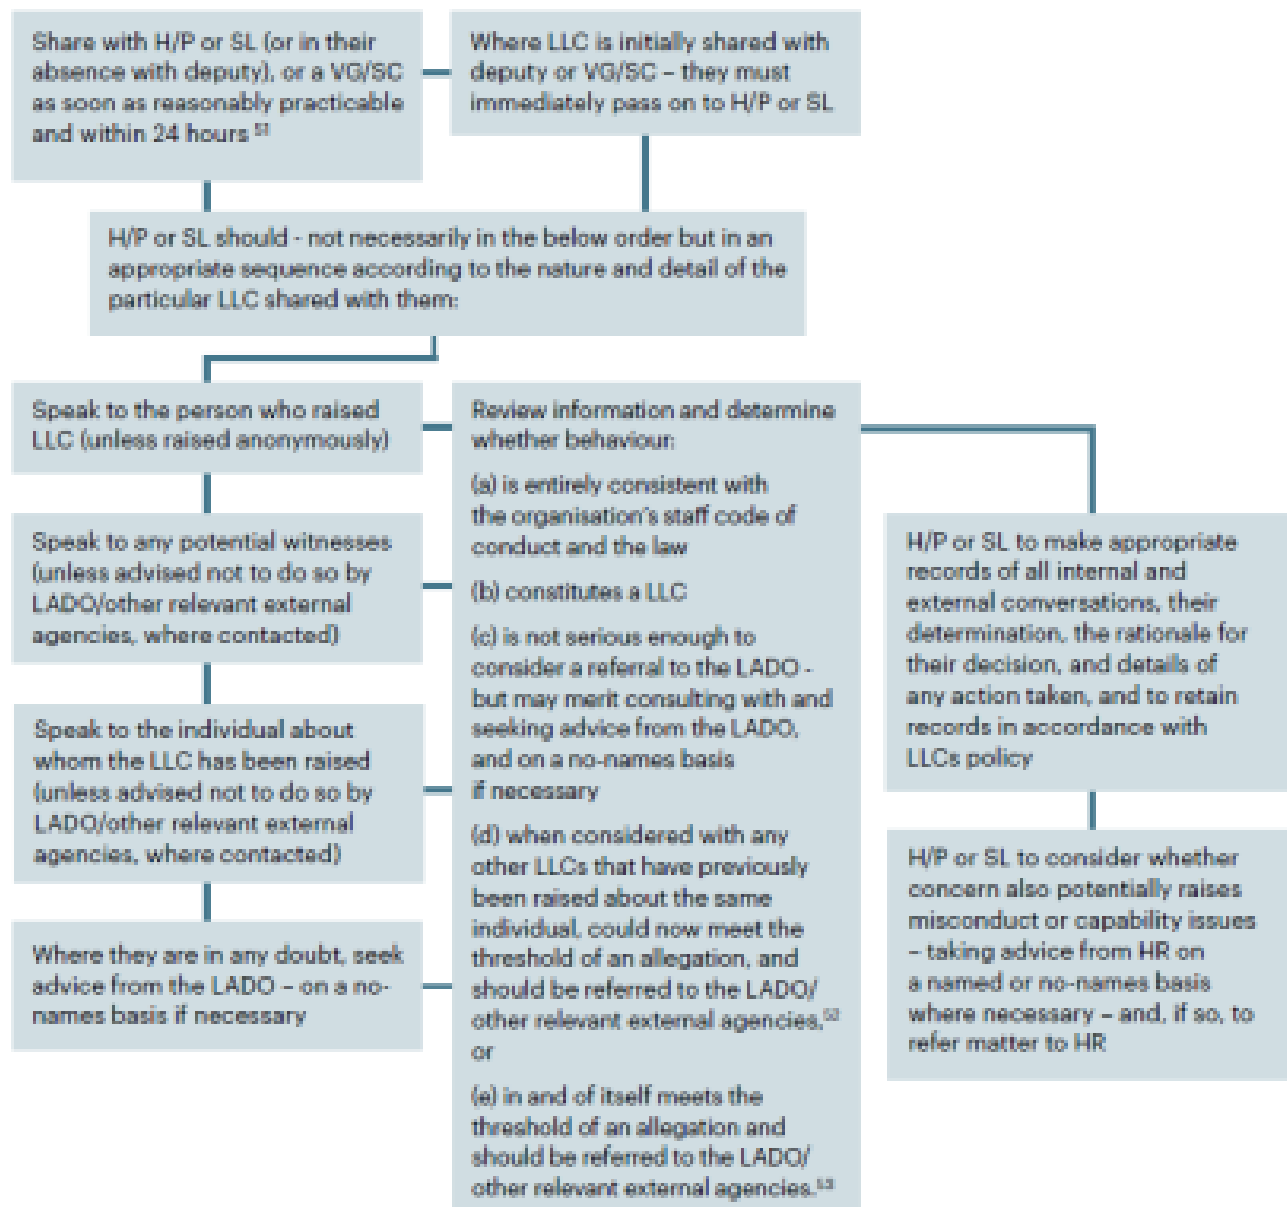 Share with H/P or SL (or in their
absence with deputy), or a VG/SC
as soon as reasonably practicable
and within 24 hours 51
Where LLC is initially shared with
deputy or VG/SC – they must
immediately pass on to H/P or SL
H/P or SL should - not necessarily in the below order but in an
appropriate sequence according to the nature and detail of the
particular LLC shared with them:
Speak to the person who raised
LLC (unless raised anonymously)
Speak to any potential witnesses
(unless advised not to do so by
LADO/other relevant external
agencies, where contacted)
Speak to the individual about
whom the LLC has been raised
(unless advised not to do so by
LADO/other relevant external
agencies, where contacted)
Where they are in any doubt, seek
advice from the LADO – on a no-
names basis if necessary
Review information and determine
whether behaviour:
(a) is entirely consistent with
the organisation's staff code of
conduct and the law
(b) constitutes a LLC
(c) is not serious enough to
consider a referral to the LADO -
but may merit consulting with and
seeking advice from the LADO,
and on a no-names basis
if necessary
(d) when considered with any
other LLCs that have previously
been raised about the same
individual, could now meet the
threshold of an allegation, and
should be referred to the LADO/
other relevant external agencies,52
or
(e) in and of itself meets the
threshold of an allegation and
should be referred to the LADO/
other relevant external agencies.53
H/P or SL to make appropriate
records of all internal and
external conversations, their
determination, the rationale for
their decision, and details of
any action taken, and to retain
records in accordance with
LLCs policy
H/P or SL to consider whether
concern also potentially raises
misconduct or capability issues
– taking advice from HR on
a named or no-names basis
where necessary – and, if so, to
refer matter to HR